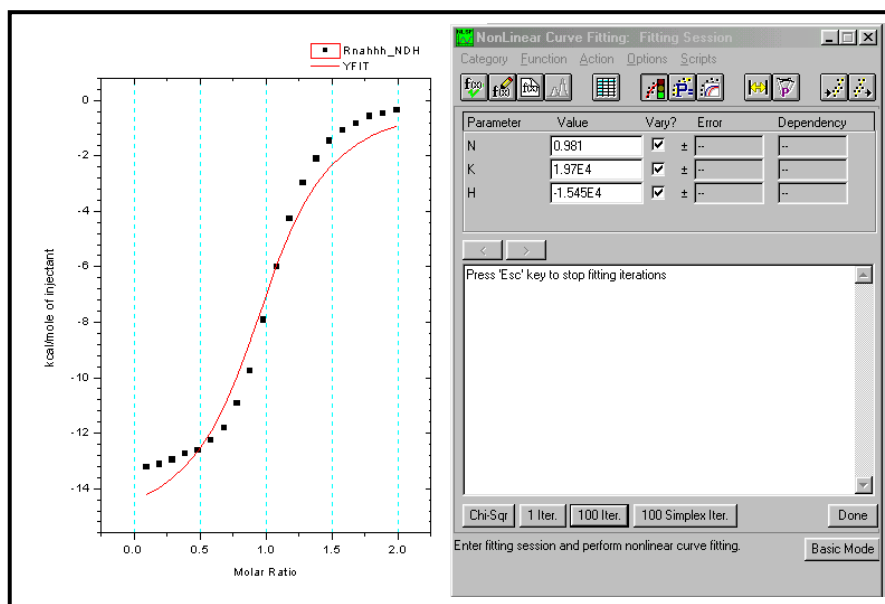 Rnahhh_NDH
YFIT
0
-2
-4
-6
-8
-10
-12
-14
kcal/mole of injectant
0.0 0.5 1.0 1.5 2.0
Molar Ratio
NLSF
NonLinear Curve Fitting: Fitting Session
Category Function Action Options Scripts
Parameter Value Vary? Error Dependency
N 0.981 ± -- --
K 1.97E4 ± -- --
H -1.545E4 ± -- --
< >
Press 'Esc' key to stop fitting iterations
Chi-Sqr 1 Iter. 100 Iter. 100 Simplex Iter. Done
Enter fitting session and perform nonlinear curve fitting. Basic Mode